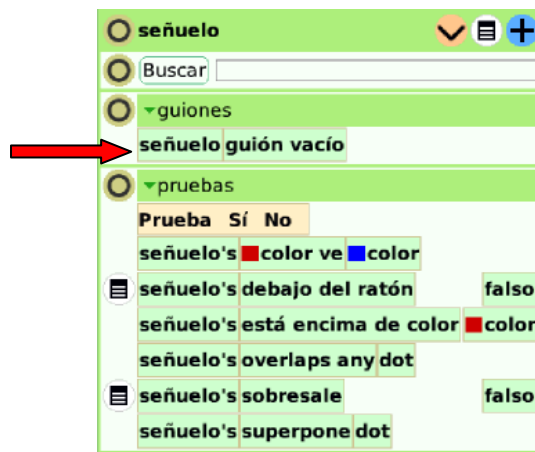 señuelo
Buscar
guiones
señuelo guión vacío
pruebas
Prueba Sí No
señuelo's color ve color
señuelo's debajo del ratón falso
señuelo's está encima de color color
señuelo's overlaps any dot
señuelo's sobresale falso
señuelo's superpone dot